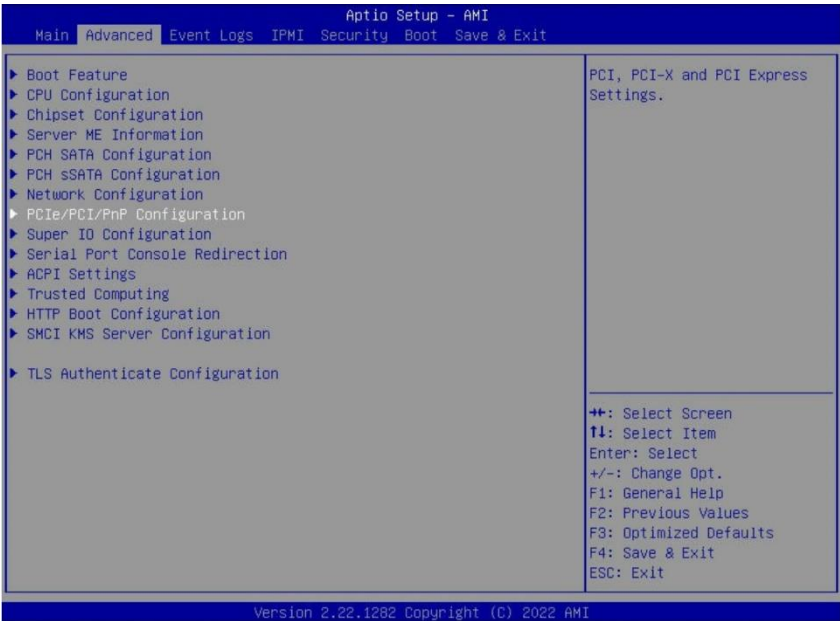 Aptio Setup – AMI
Main Advanced Event Logs IPMI Security Boot Save & Exit
▶ Boot Feature
▶ CPU Configuration
▶ Chipset Configuration
▶ Server ME Information
▶ PCH SATA Configuration
▶ PCH sSATA Configuration
▶ Network Configuration
▶ PCIe/PCI/PnP Configuration
▶ Super IO Configuration
▶ Serial Port Console Redirection
▶ ACPI Settings
▶ Trusted Computing
▶ HTTP Boot Configuration
▶ SMCI KMS Server Configuration
▶ TLS Authenticate Configuration
PCI, PCI-X and PCI Express
Settings.
→←: Select Screen
↑↓: Select Item
Enter: Select
+/-: Change Opt.
F1: General Help
F2: Previous Values
F3: Optimized Defaults
F4: Save & Exit
ESC: Exit
Version 2.22.1282 Copyright (C) 2022 AMI